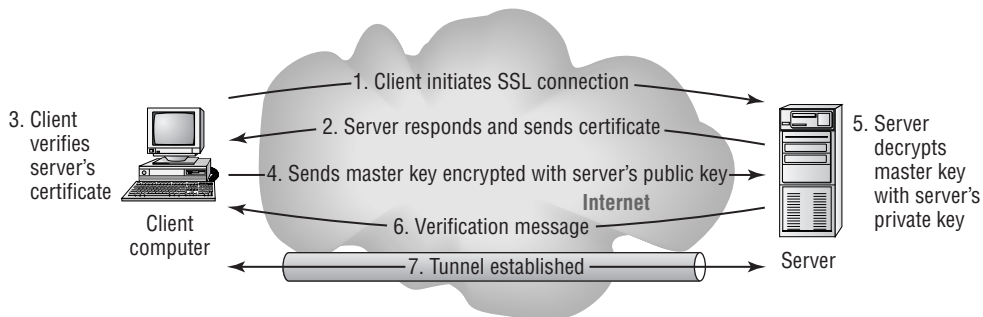 1. Client initiates SSL connection
2. Server responds and sends certificate
3. Client
verifies
server's
certificate
4. Sends master key encrypted with server's public key
5. Server
decrypts
master key
with server's
private key
Internet
6. Verification message
Client
computer
7. Tunnel established
Server